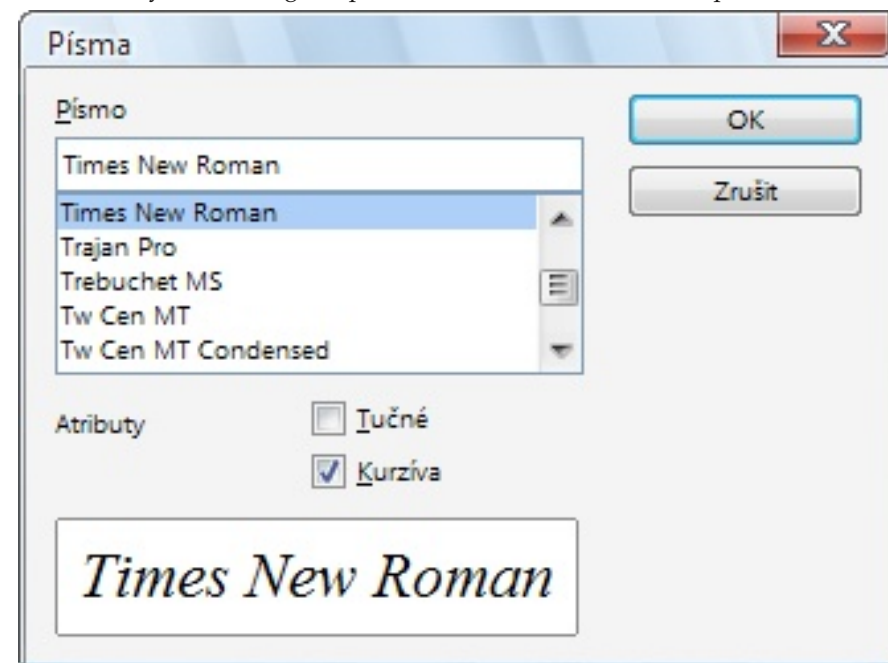 Písma
Písmo
Times New Roman
Times New Roman
Trajan Pro
Trebuchet MS
Tw Cen MT
Tw Cen MT Condensed
Atributy
Tučné
Kurzíva
Times New Roman
OK
Zrušit